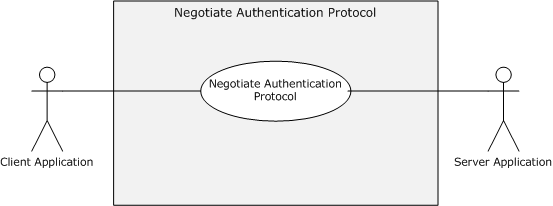 Negotiate Authentication Protocol
Negotiate Authentication
Protocol
Client Application
Server Application